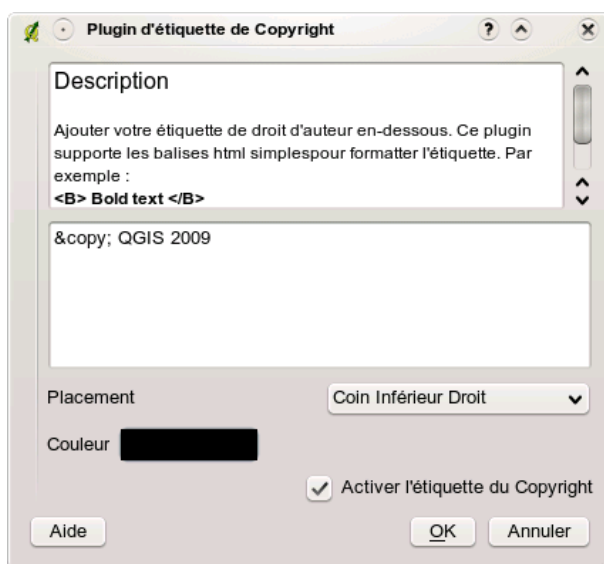 Plugin d'étiquette de Copyright
Description
Ajouter votre étiquette de droit d'auteur en-dessous. Ce plugin
supporte les balises html simplespour formatter l'étiquette. Par
exemple :
<B> Bold text </B>
&copy; QGIS 2009
Placement
Coin Inférieur Droit
Couleur
Activer l'étiquette du Copyright
Aide
OK
Annuler